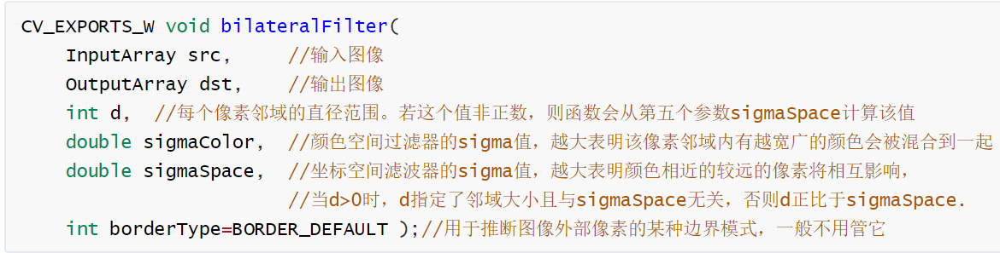 CV_EXPORTS_W void bilateralFilter(
InputArray src, //输入图像
OutputArray dst, //输出图像
int d, //每个像素邻域的直径范围。若这个值非正数，则函数会从第五个参数sigmaSpace计算该值
double sigmaColor, //颜色空间过滤器的sigma值，越大表明该像素邻域内有越宽广的颜色会被混合到一起
double sigmaSpace, //坐标空间滤波器的sigma值，越大表明颜色相近的较远的像素将相互影响，
//当d>0时，d指定了邻域大小且与sigmaSpace无关，否则d正比于sigmaSpace.
int borderType=BORDER_DEFAULT );//用于推断图像外部像素的某种边界模式，一般不用管它